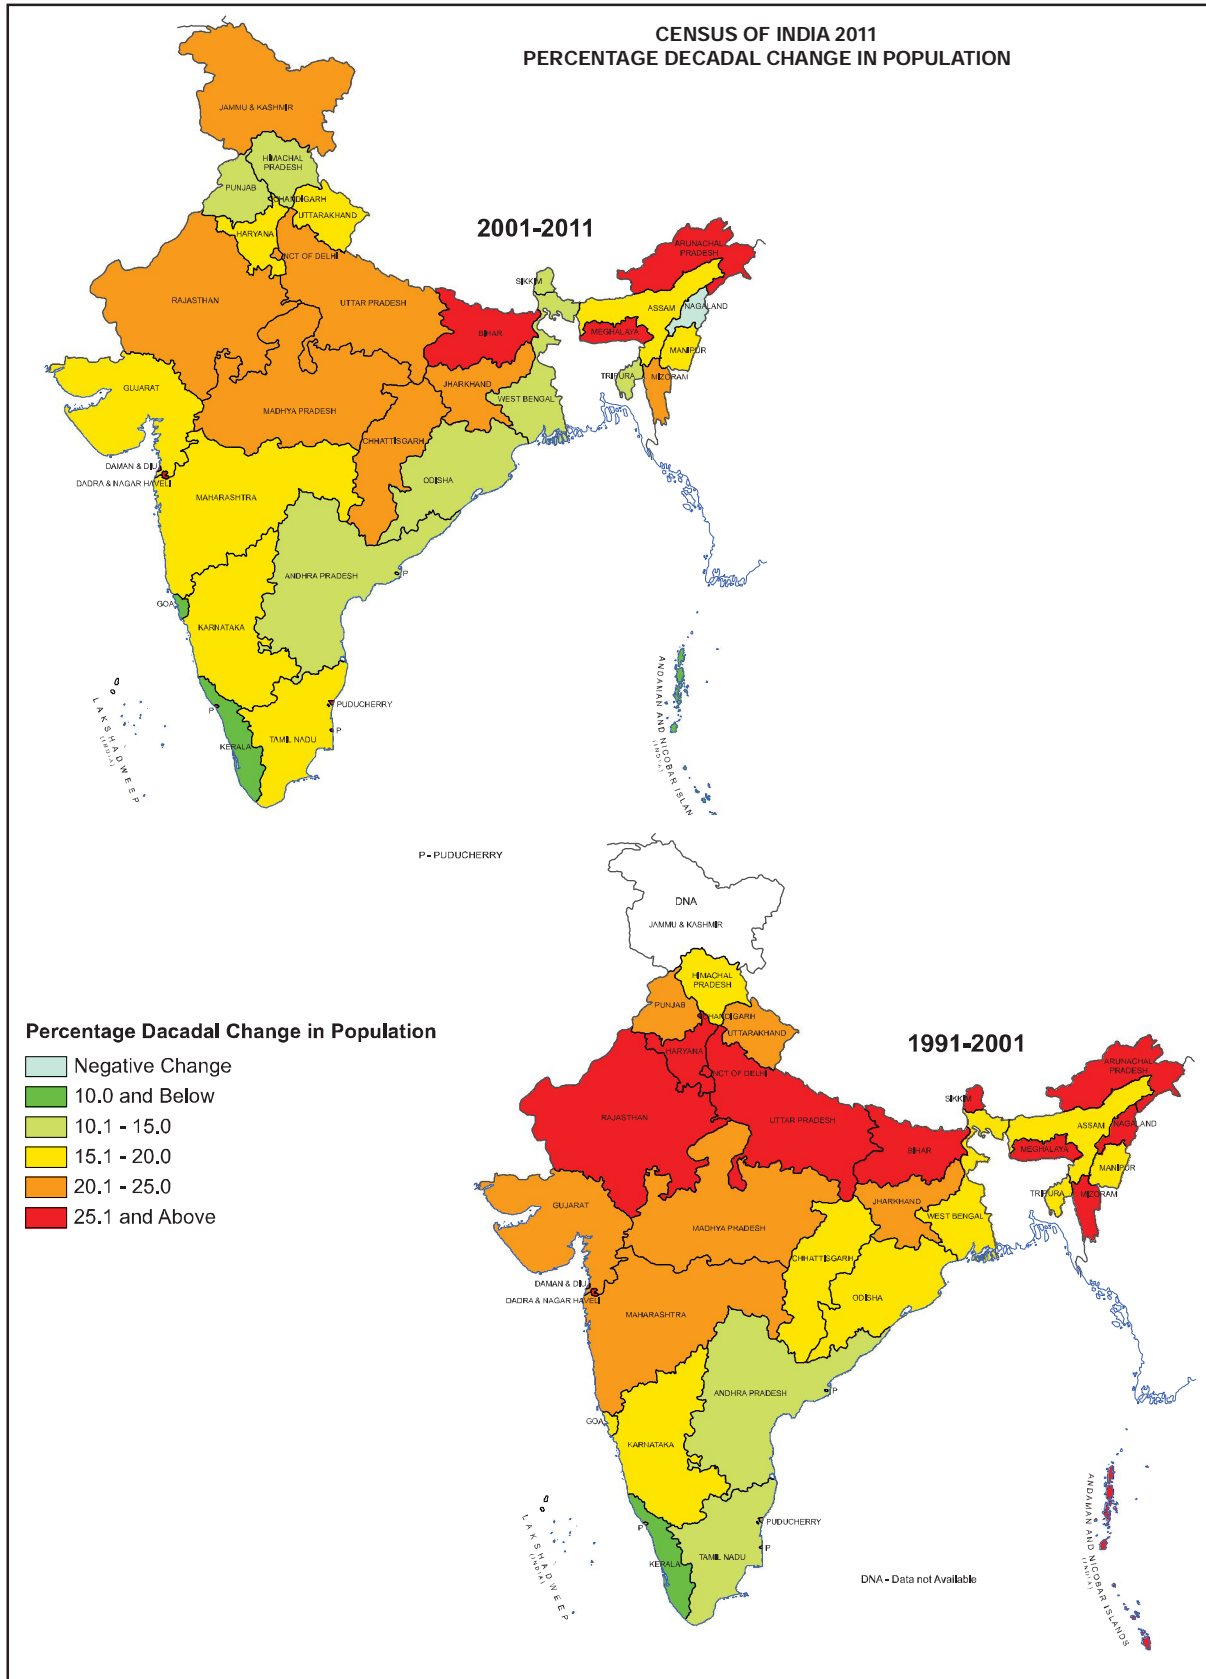 CENSUS OF INDIA 2011
PERCENTAGE DECADAL CHANGE IN POPULATION
2001-2011
JAMMU & KASHMIR
HIMACHAL
PRADESH
PUNJAB
CHANDIGARH
UTTARAKHAND
HARYANA
NCT OF DELHI
RAJASTHAN
UTTAR PRADESH
BIHAR
SIKKIM
ARUNACHAL
PRADESH
ASSAM
NAGALAND
MEGHALAYA
MANIPUR
TRIPURA
MIZORAM
GUJARAT
MADHYA PRADESH
JHARKHAND
WEST BENGAL
CHHATTISGARH
DAMAN & DIU
DADRA & NAGAR HAVELI
MAHARASHTRA
ODISHA
ANDHRA PRADESH
P
GOA
KARNATAKA
LAKSHADWEEP
(INDIA)
P
PUDUCHERRY
P
KERALA
TAMIL NADU
ANDAMAN AND NICOBAR ISLAN
(INDIA)
P - PUDUCHERRY
DNA
JAMMU & KASHMIR
HIMACHAL
PRADESH
PUNJAB
CHANDIGARH
UTTARAKHAND
Percentage Dacadal Change in Population
Negative Change
10.0 and Below
10.1 - 15.0
15.1 - 20.0
20.1 - 25.0
25.1 and Above
1991-2001
HARYANA
NCT OF DELHI
RAJASTHAN
UTTAR PRADESH
BIHAR
SIKKIM
ARUNACHAL
PRADESH
ASSAM
NAGALAND
MEGHALAYA
MANIPUR
TRIPURA
MIZORAM
GUJARAT
MADHYA PRADESH
JHARKHAND
WEST BENGAL
CHHATTISGARH
DAMAN & DIU
DADRA & NAGAR HAVELI
MAHARASHTRA
ODISHA
ANDHRA PRADESH
P
GOA
KARNATAKA
LAKSHADWEEP
(INDIA)
P
PUDUCHERRY
P
KERALA
TAMIL NADU
ANDAMAN AND NICOBAR ISLANDS
(INDIA)
DNA - Data not Available